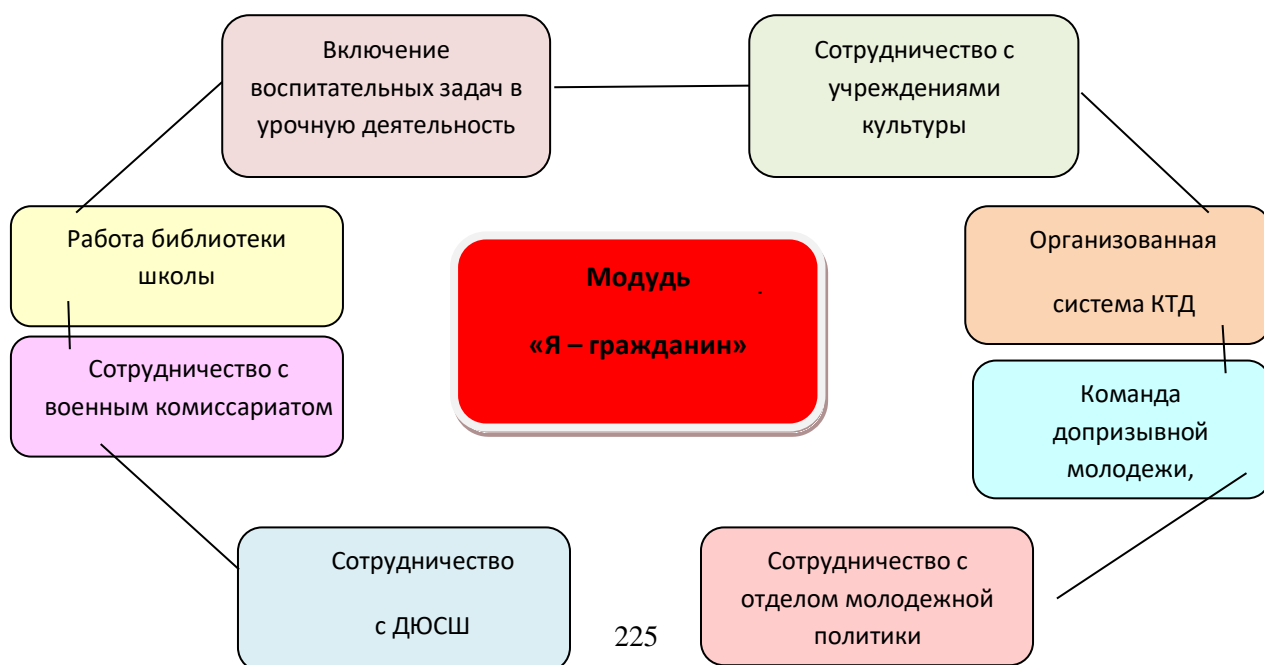 Включение
воспитательных задач в
урочную деятельность
Сотрудничество с
учреждениями
культуры
Работа библиотеки
школы
Модудь
«Я – гражданин»
Организованная
система КТД
Сотрудничество с
военным комиссариатом
Команда
допризывной
молодежи,
Сотрудничество
с ДЮСШ
Сотрудничество с
отделом молодежной
политики
225